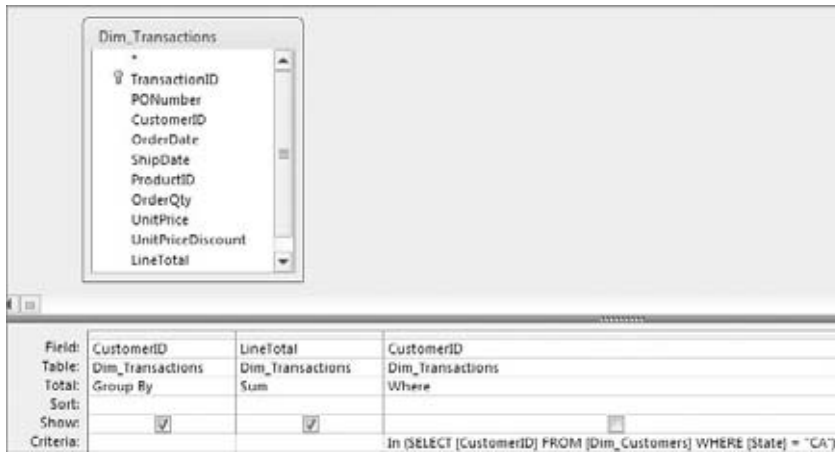 Dim_Transactions
*
TransactionID
PONumber
CustomerID
OrderDate
ShipDate
ProductID
OrderQty
UnitPrice
UnitPriceDiscount
LineTotal
Field: CustomerID LineTotal CustomerID
Table: Dim_Transactions Dim_Transactions Dim_Transactions
Total: Group By Sum Where
Sort:
Show:
Criteria: In (SELECT [CustomerID] FROM [Dim_Customers] WHERE [State] = "CA")